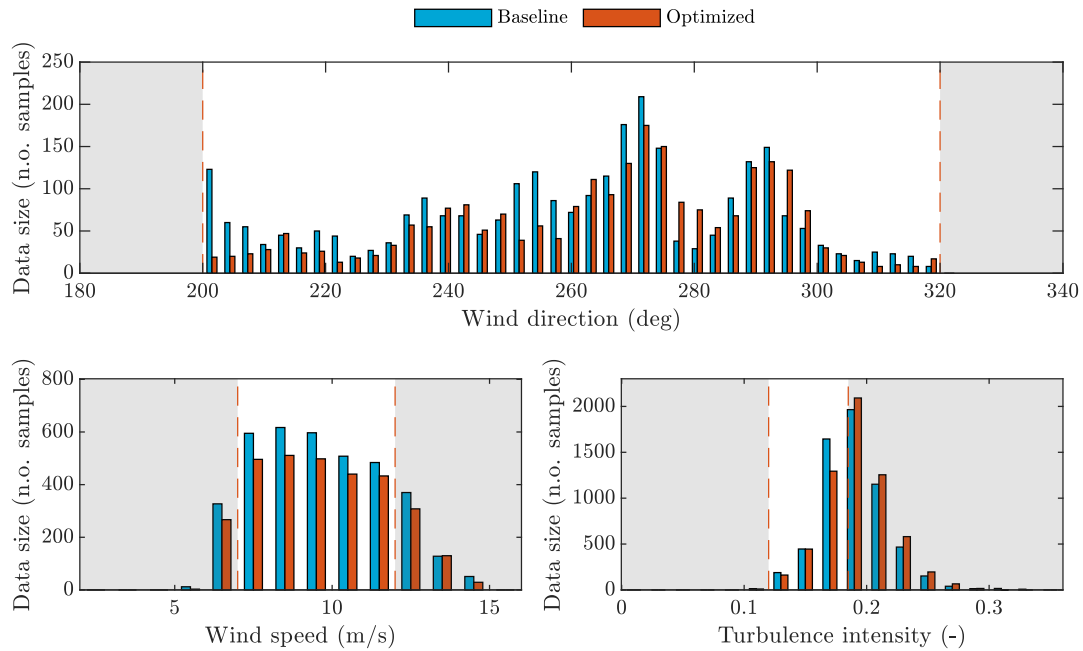 Baseline Optimized
Data size (n.o. samples)
250
200
150
100
50
0
180 200 220 240 260 280 300 320 340
Wind direction (deg)
Data size (n.o. samples)
800
600
400
200
0
5 10 15
Wind speed (m/s)
Data size (n.o. samples)
2000
1500
1000
500
0
0 0.1 0.2 0.3
Turbulence intensity (-)